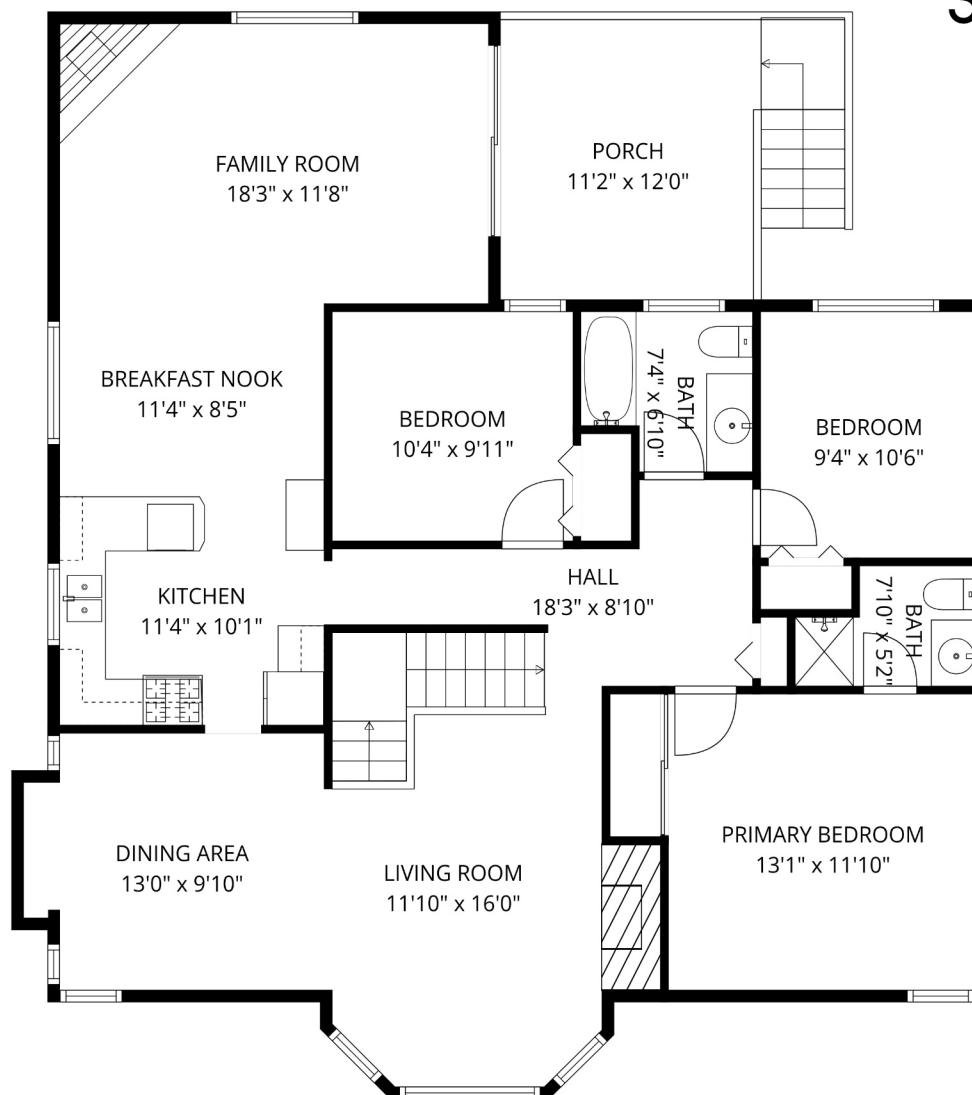 FAMILY ROOM
18'3" x 11'8"
PORCH
11'2" x 12'0"
BREAKFAST NOOK
11'4" x 8'5"
BEDROOM
10'4" x 9'11"
BATH
7'4" x 6'10"
BEDROOM
9'4" x 10'6"
KITCHEN
11'4" x 10'1"
HALL
18'3" x 8'10"
BATH
7'10" x 5'2"
DINING AREA
13'0" x 9'10"
LIVING ROOM
11'10" x 16'0"
PRIMARY BEDROOM
13'1" x 11'10"